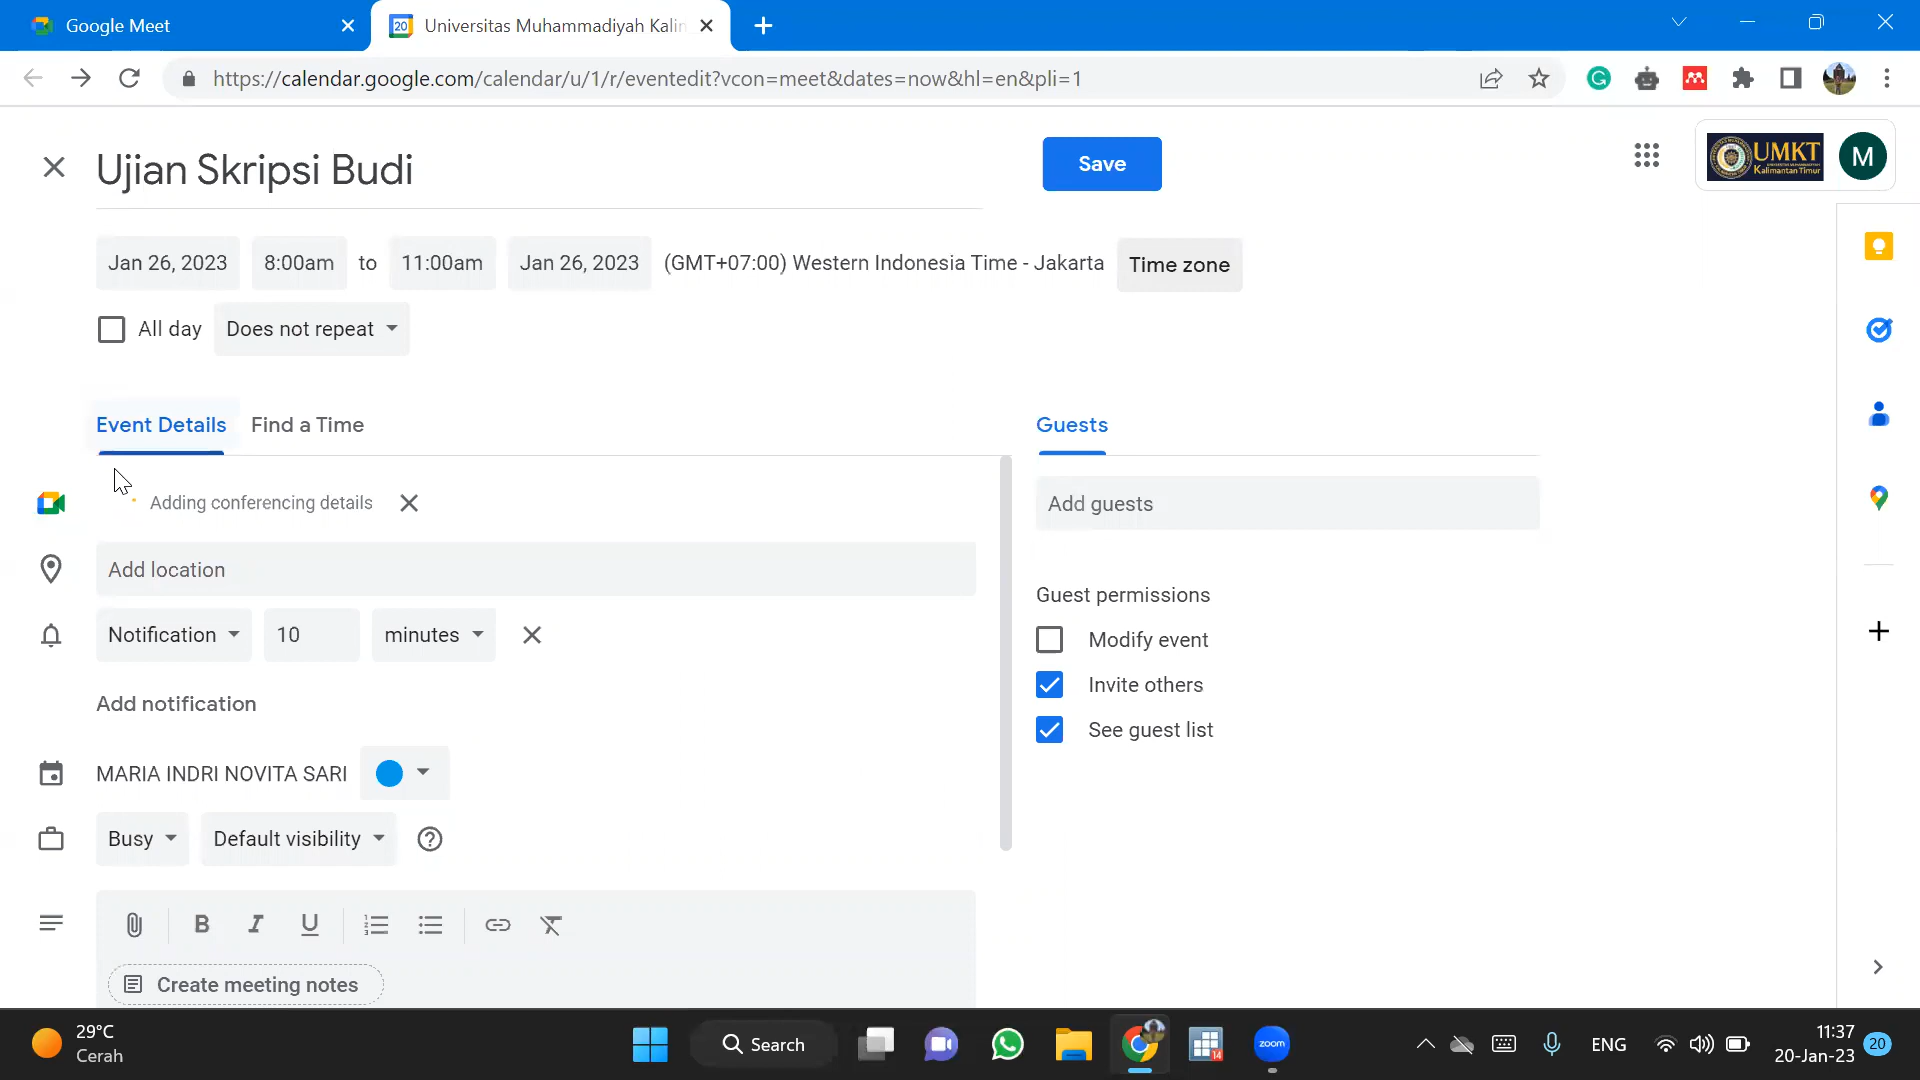 Google Meet
Universitas Muhammadiyah Kalin
https://calendar.google.com/calendar/u/1/r/eventedit?vcon=meet&dates=now&hl=en&pli=1
Ujian Skripsi Budi
Save
UMKT
Kalimantan Timur
M
Jan 26, 2023 8:00am to 11:00am Jan 26, 2023 (GMT+07:00) Western Indonesia Time - Jakarta Time zone
All day Does not repeat
Event Details Find a Time
Guests
Adding conferencing details
Add guests
Add location
Guest permissions
Notification 10 minutes
Modify event
Invite others
Add notification
See guest list
MARIA INDRI NOVITA SARI
Busy Default visibility
B I U
Create meeting notes
29°C
Cerah
Search
14
zoom
ENG
11:37
20-Jan-23
20